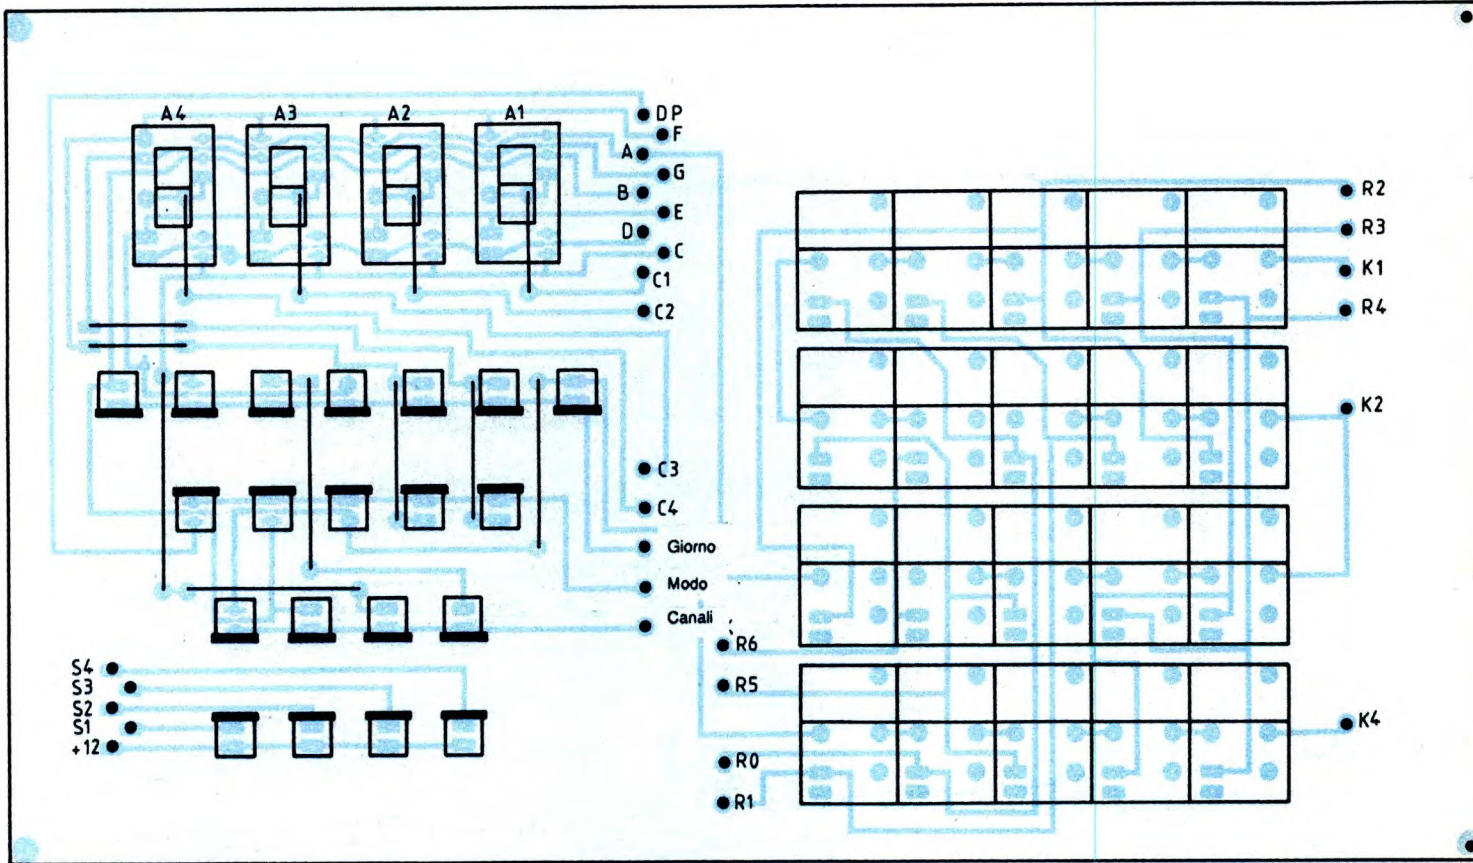 A4 A3 A2 A1
DP
F
A
G
B
E
D
C
C1
C2
C3
C4
Giorno
Modo
Canali
S4
S3
S2
S1
+12
R6
R5
R0
R1
R2
R3
K1
R4
K2
K4